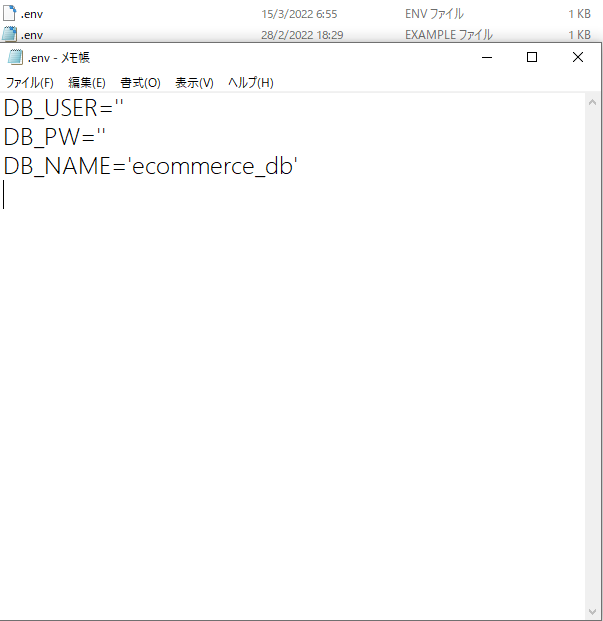 .env 15/3/2022 6:55 ENV ファイル 1 KB
.env 28/2/2022 18:29 EXAMPLE ファイル 1 KB
.env - メモ帳
ファイル(F) 編集(E) 書式(O) 表示(V) ヘルプ(H)
DB_USER=''
DB_PW=''
DB_NAME='ecommerce_db'